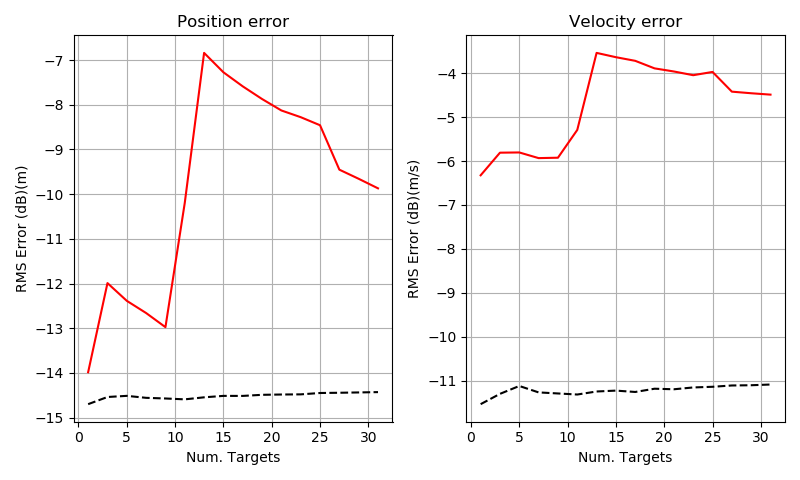 Position error
RMS Error (dB)(m)
−7
−8
−9
−10
−11
−12
−13
−14
−15
0 5 10 15 20 25 30
Num. Targets
Velocity error
RMS Error (dB)(m/s)
−4
−5
−6
−7
−8
−9
−10
−11
0 5 10 15 20 25 30
Num. Targets